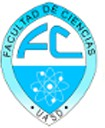 FACULTAD DE CIENCIAS
FC
UASD